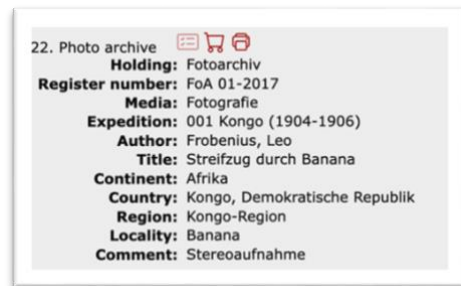 22. Photo archive
Holding: Fotoarchiv
Register number: FoA 01-2017
Media: Fotografie
Expedition: 001 Kongo (1904-1906)
Author: Frobenius, Leo
Title: Streifzug durch Banana
Continent: Afrika
Country: Kongo, Demokratische Republik
Region: Kongo-Region
Locality: Banana
Comment: Stereoaufnahme